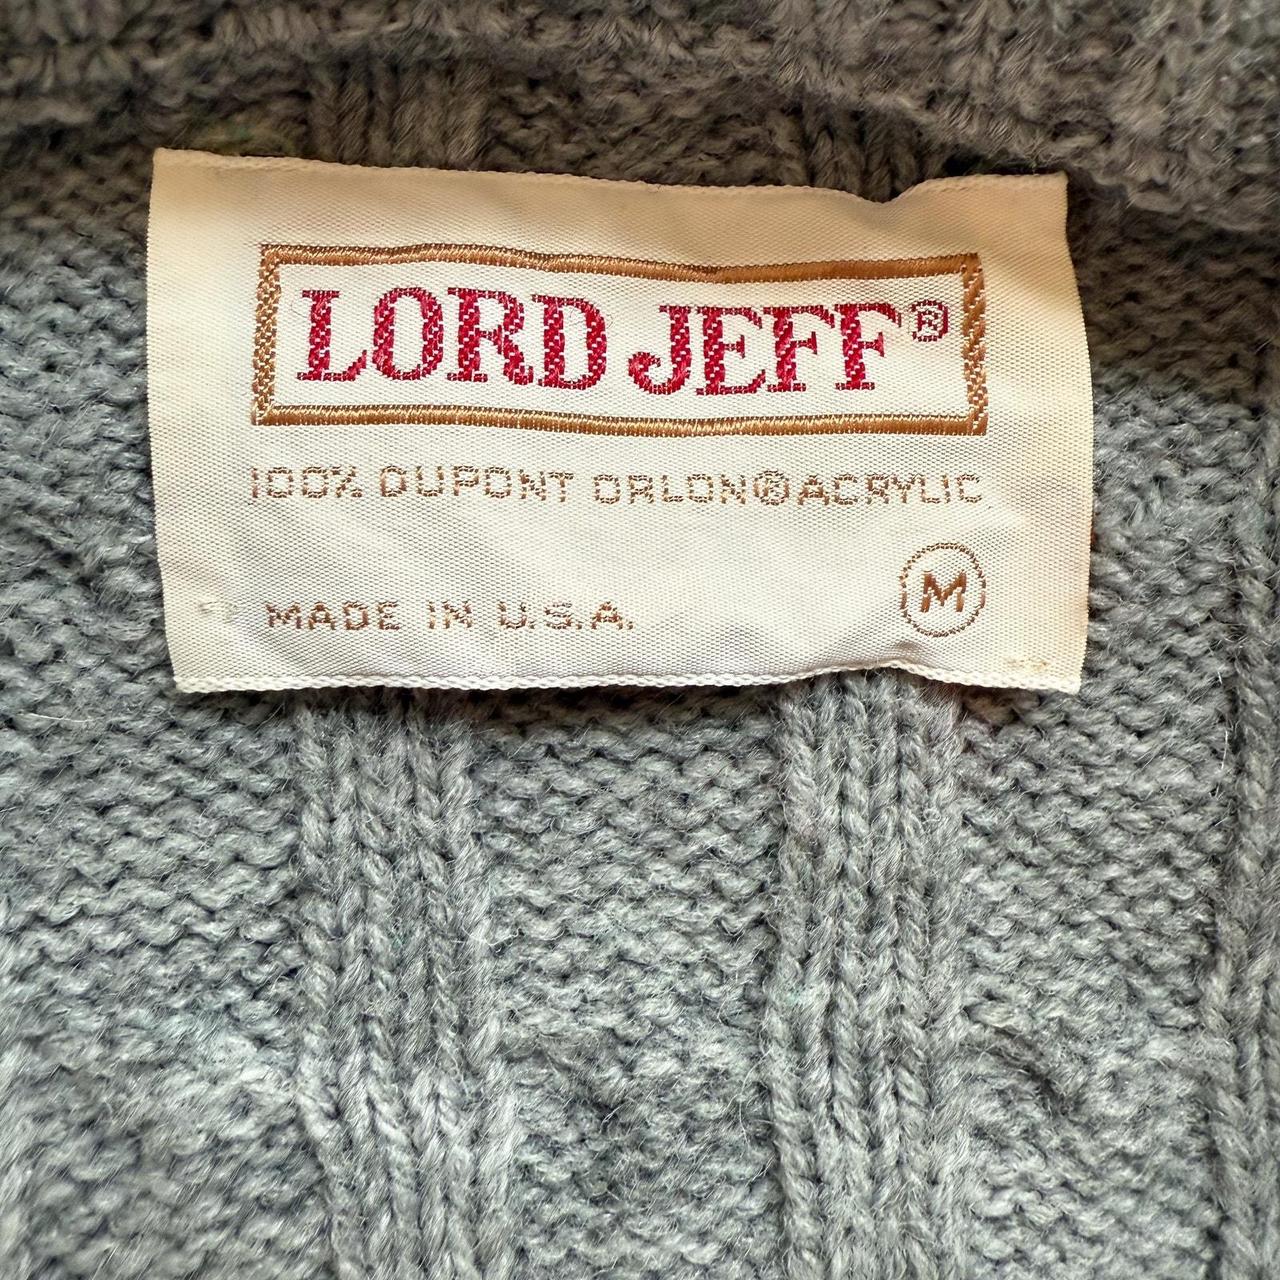 LORD JEFF®
100% DUPONT ORLON® ACRYLIC
MADE IN U.S.A.
M